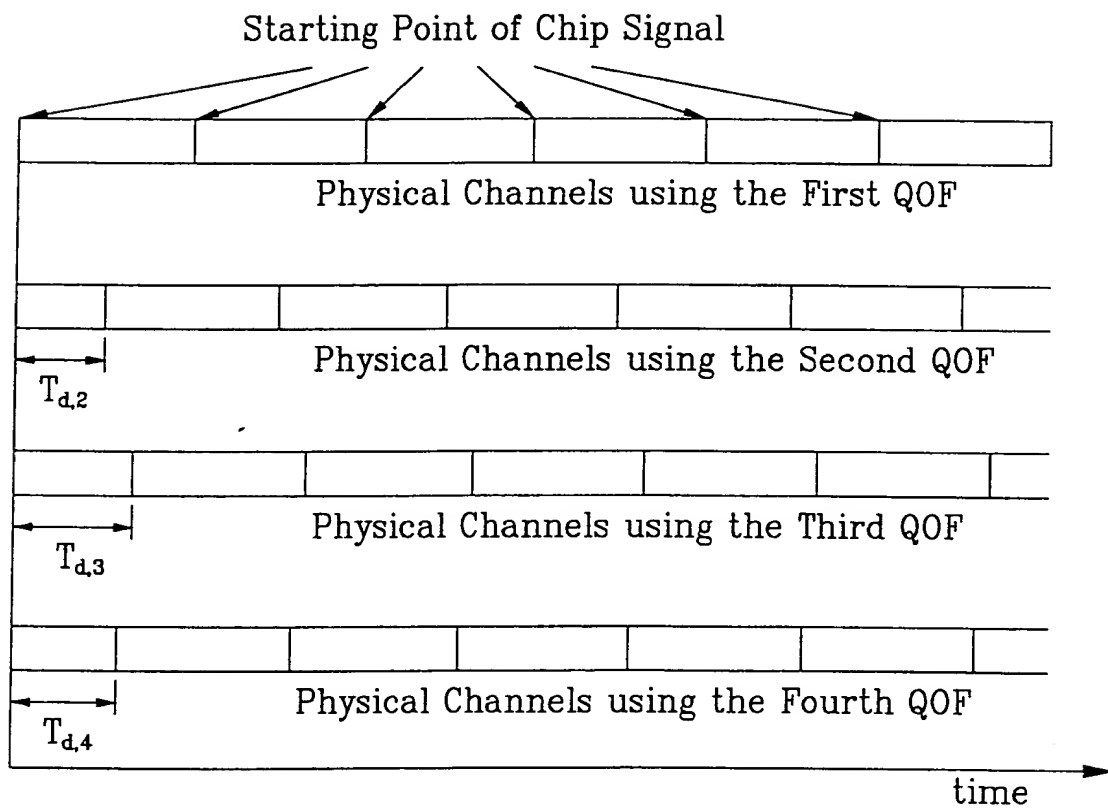 Starting Point of Chip Signal
Physical Channels using the First QOF
Physical Channels using the Second QOF
T_{d,2}
Physical Channels using the Third QOF
T_{d,3}
Physical Channels using the Fourth QOF
T_{d,4}
time